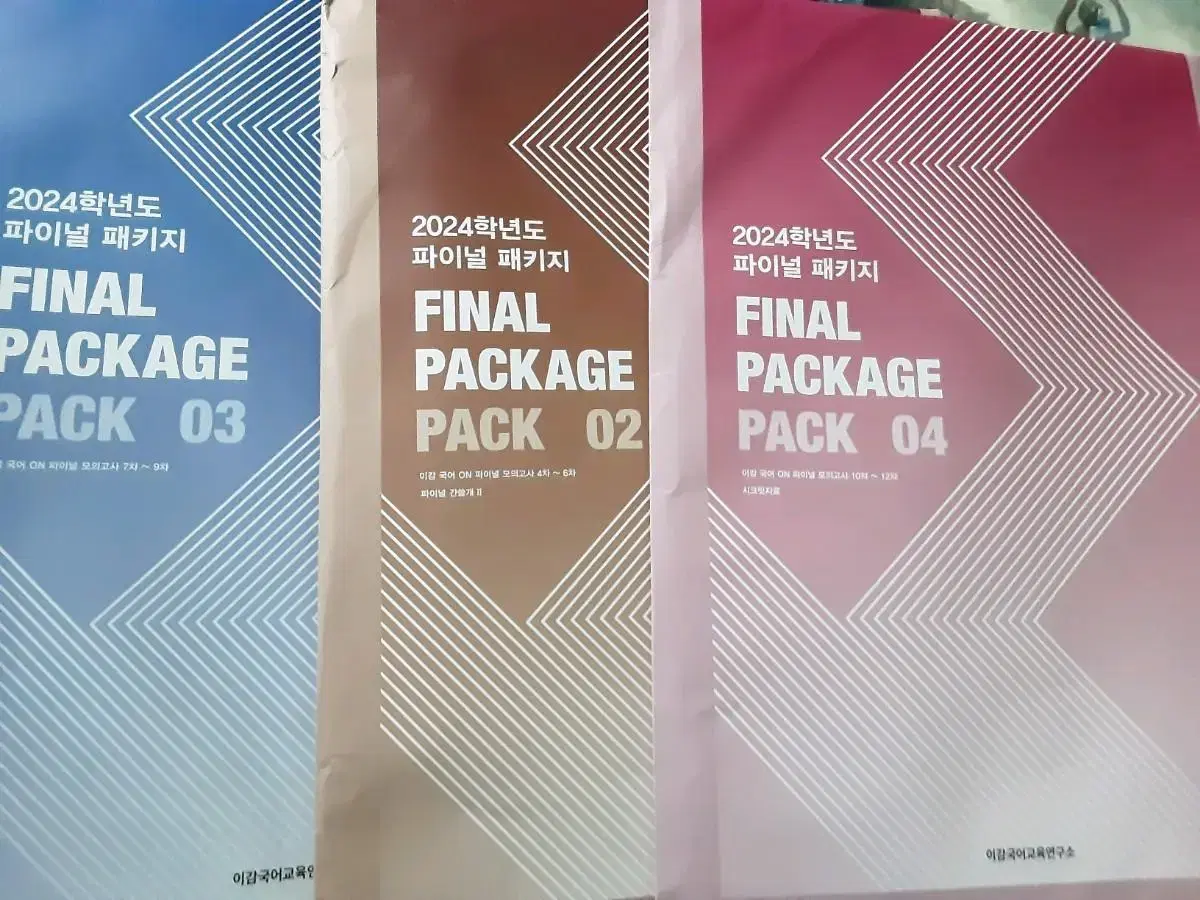 2024학년도
파이널 패키지
FINAL
PACKAGE
PACK 03
국어 ON 파이널 모의고사 7차 ~ 9차
이감국어교육연
2024학년도
파이널 패키지
FINAL
PACKAGE
PACK 02
이감 국어 ON 파이널 모의고사 4차 ~ 6차
파이널 간쓸개 II
2024학년도
파이널 패키지
FINAL
PACKAGE
PACK 04
이감 국어 ON 파이널 모의고사 10차 ~ 12차
시크릿자료
이감국어교육연구소